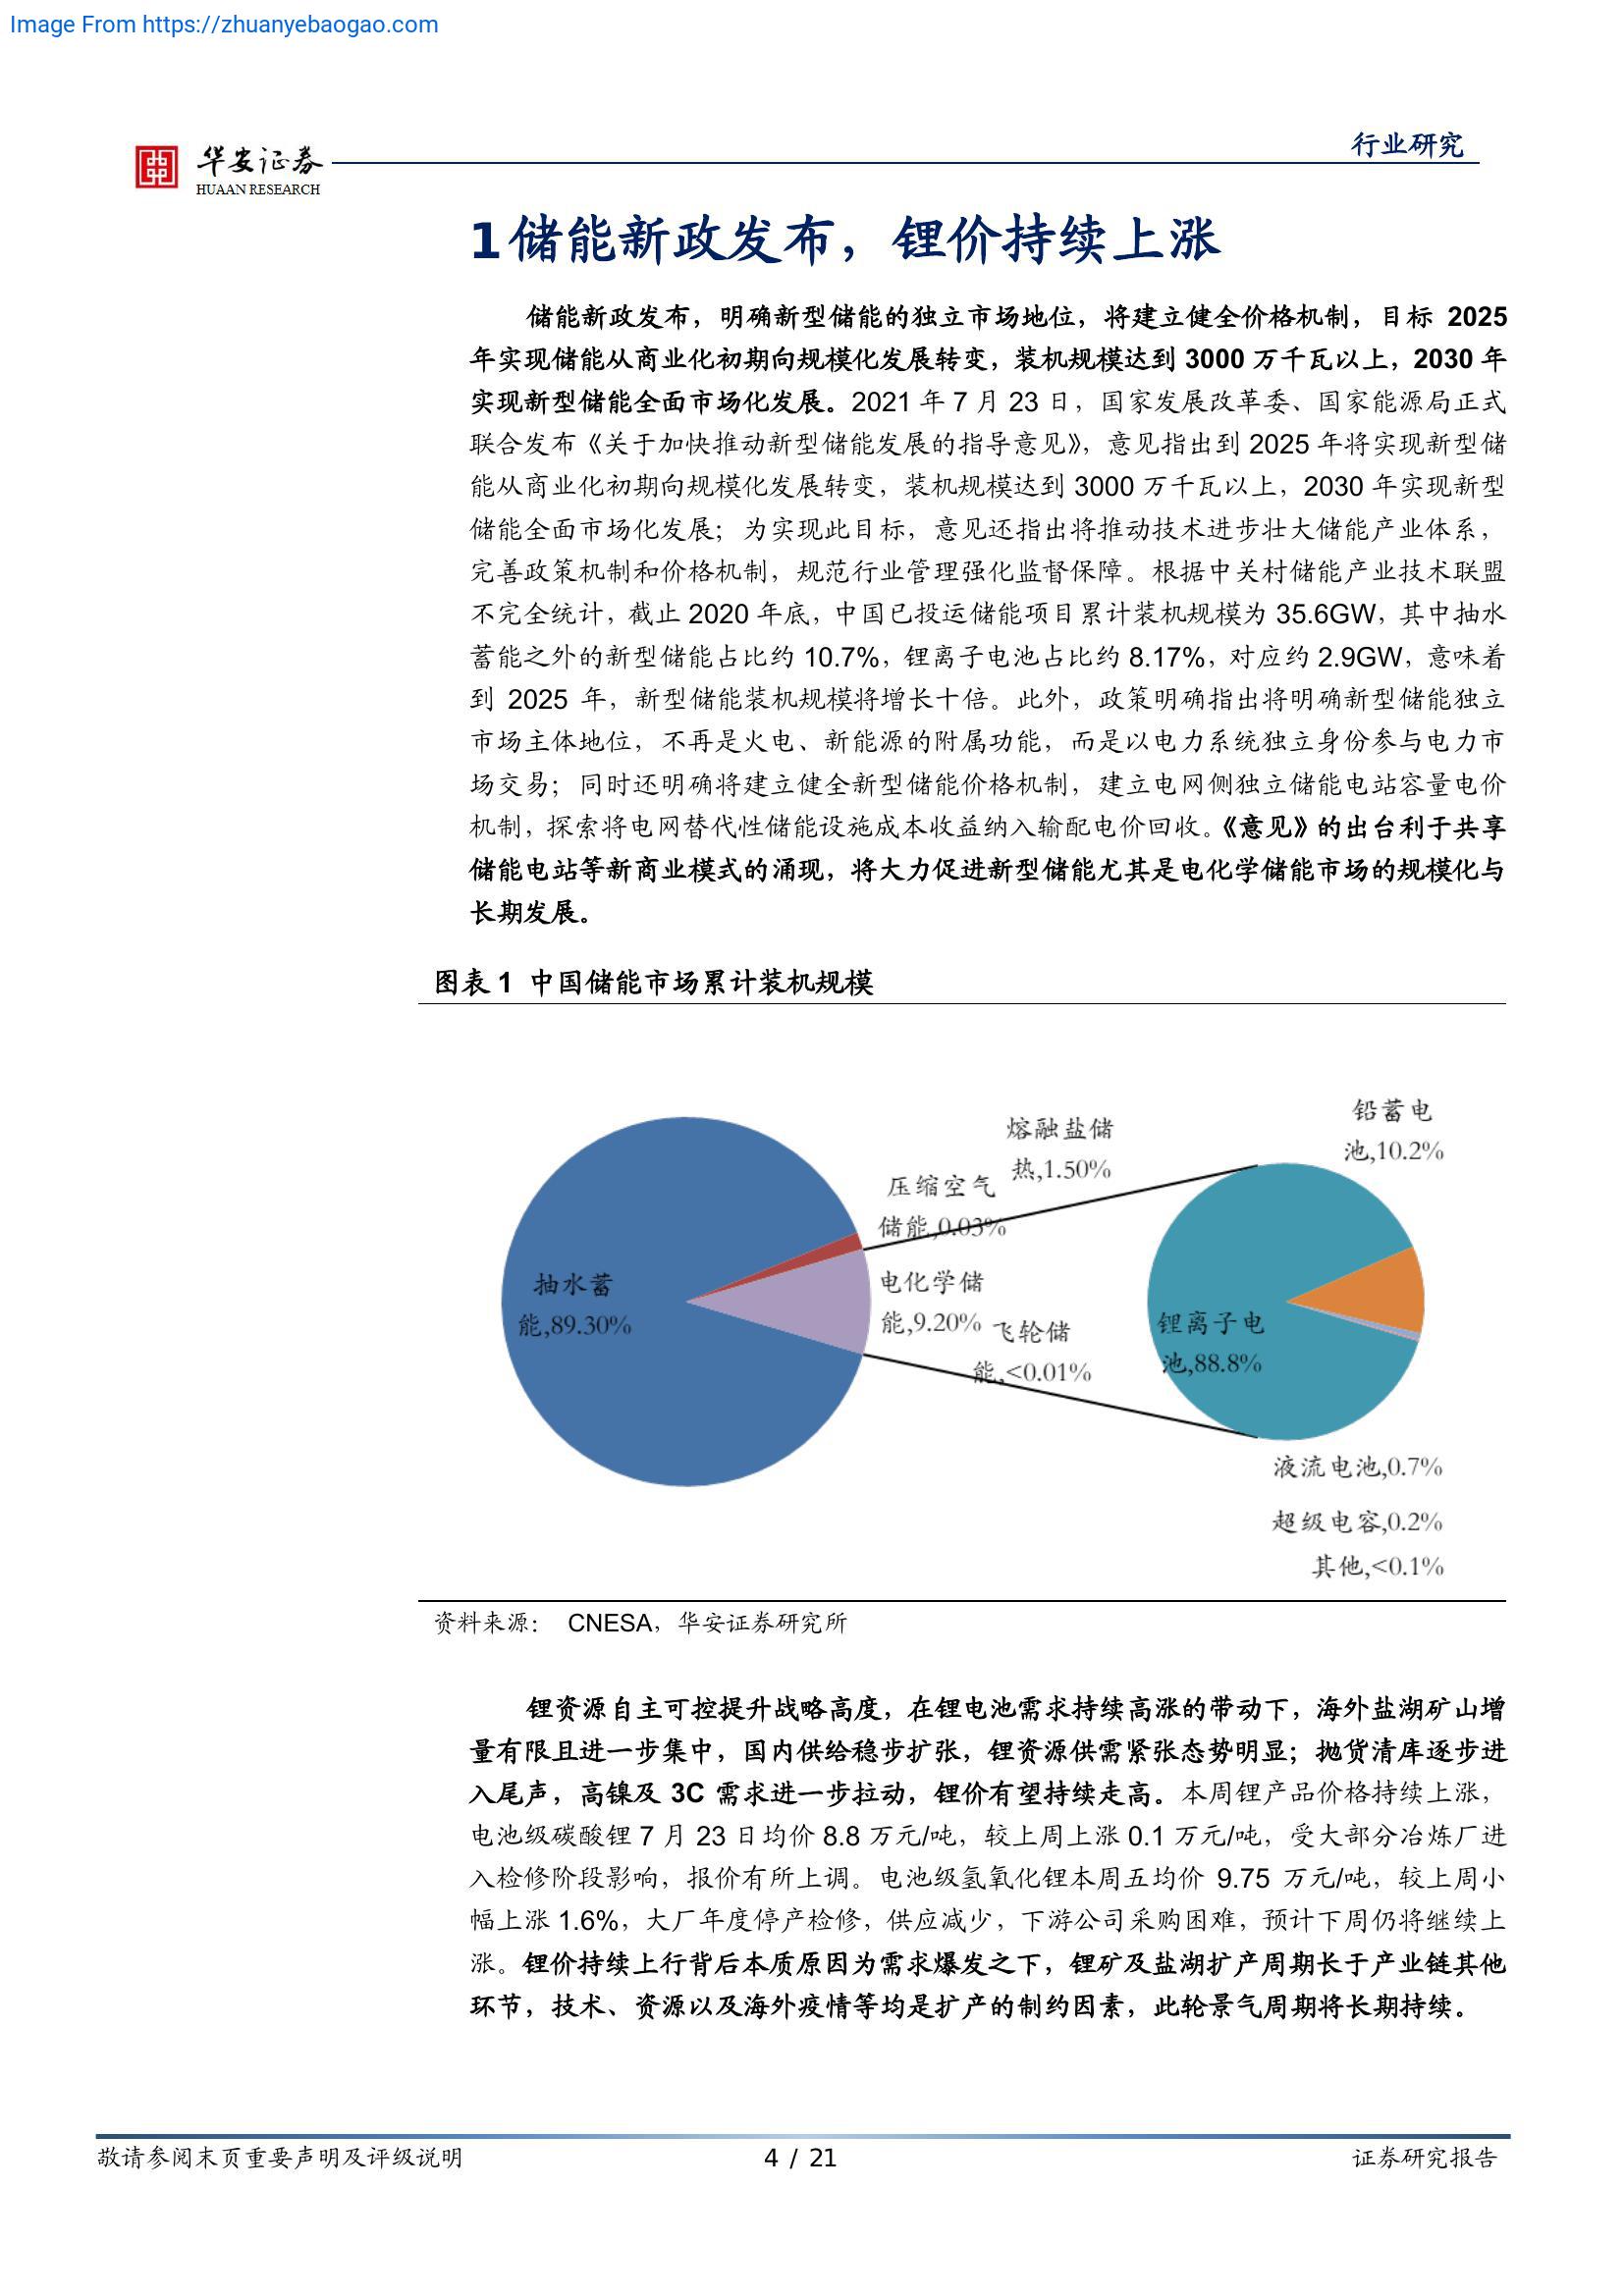 Image From https://zhuanyebaogao.com
华安证券
HUAAN RESEARCH
行业研究
1储能新政发布，锂价持续上涨
储能新政发布，明确新型储能的独立市场地位，将建立健全价格机制，目标 2025
年实现储能从商业化初期向规模化发展转变，装机规模达到 3000 万千瓦以上，2030 年
实现新型储能全面市场化发展。2021 年 7 月 23 日，国家发展改革委、国家能源局正式
联合发布《关于加快推动新型储能发展的指导意见》，意见指出到 2025 年将实现新型储
能从商业化初期向规模化发展转变，装机规模达到 3000 万千瓦以上，2030 年实现新型
储能全面市场化发展；为实现此目标，意见还指出将推动技术进步壮大储能产业体系，
完善政策机制和价格机制，规范行业管理强化监督保障。根据中关村储能产业技术联盟
不完全统计，截止 2020 年底，中国已投运储能项目累计装机规模为 35.6GW，其中抽水
蓄能之外的新型储能占比约 10.7%，锂离子电池占比约 8.17%，对应约 2.9GW，意味着
到 2025 年，新型储能装机规模将增长十倍。此外，政策明确指出将明确新型储能独立
市场主体地位，不再是火电、新能源的附属功能，而是以电力系统独立身份参与电力市
场交易；同时还明确将建立健全新型储能价格机制，建立电网侧独立储能电站容量电价
机制，探索将电网替代性储能设施成本收益纳入输配电价回收。《意见》的出台利于共享
储能电站等新商业模式的涌现，将大力促进新型储能尤其是电化学储能市场的规模化与
长期发展。
图表 1 中国储能市场累计装机规模
抽水蓄
能,89.30%
熔融盐储
热,1.50%
压缩空气
储能,0.03%
电化学储
能,9.20%
飞轮储
能,<0.01%
铅蓄电
池,10.2%
锂离子电
池,88.8%
液流电池,0.7%
超级电容,0.2%
其他,<0.1%
资料来源： CNESA，华安证券研究所
锂资源自主可控提升战略高度，在锂电池需求持续高涨的带动下，海外盐湖矿山增
量有限且进一步集中，国内供给稳步扩张，锂资源供需紧张态势明显；抛货清库逐步进
入尾声，高镍及 3C 需求进一步拉动，锂价有望持续走高。本周锂产品价格持续上涨，
电池级碳酸锂 7 月 23 日均价 8.8 万元/吨，较上周上涨 0.1 万元/吨，受大部分冶炼厂进
入检修阶段影响，报价有所上调。电池级氢氧化锂本周五均价 9.75 万元/吨，较上周小
幅上涨 1.6%，大厂年度停产检修，供应减少，下游公司采购困难，预计下周仍将继续上
涨。锂价持续上行背后本质原因为需求爆发之下，锂矿及盐湖扩产周期长于产业链其他
环节，技术、资源以及海外疫情等均是扩产的制约因素，此轮景气周期将长期持续。
敬请参阅末页重要声明及评级说明
4 / 21
证券研究报告